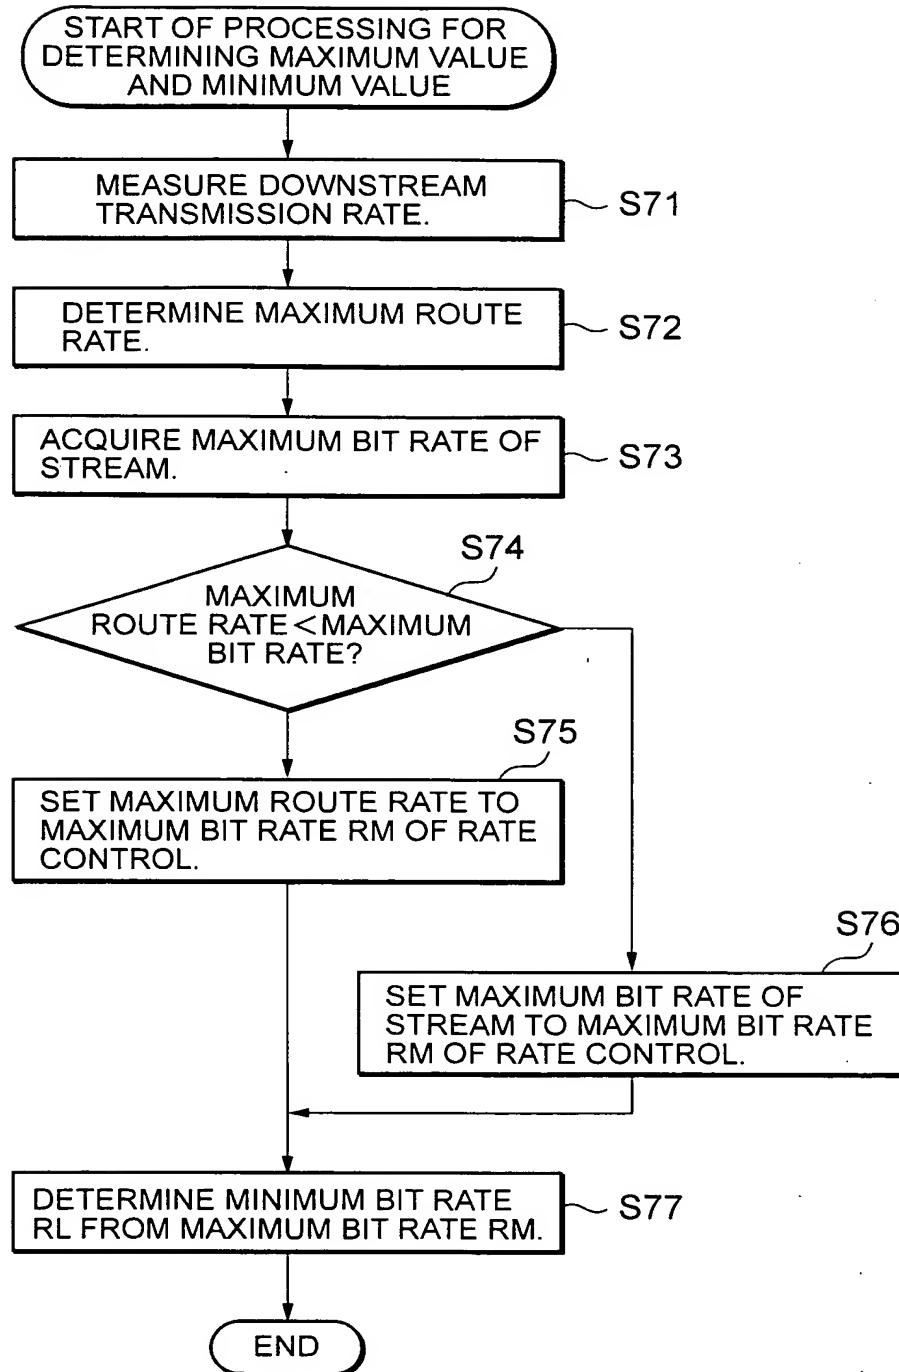 START OF PROCESSING FOR
DETERMINING MAXIMUM VALUE
AND MINIMUM VALUE
MEASURE DOWNSTREAM
TRANSMISSION RATE.
S71
DETERMINE MAXIMUM ROUTE
RATE.
S72
ACQUIRE MAXIMUM BIT RATE OF
STREAM.
S73
S74
MAXIMUM
ROUTE RATE<MAXIMUM
BIT RATE?
S75
SET MAXIMUM ROUTE RATE TO
MAXIMUM BIT RATE RM OF RATE
CONTROL.
S76
SET MAXIMUM BIT RATE OF
STREAM TO MAXIMUM BIT RATE
RM OF RATE CONTROL.
DETERMINE MINIMUM BIT RATE
RL FROM MAXIMUM BIT RATE RM.
S77
END